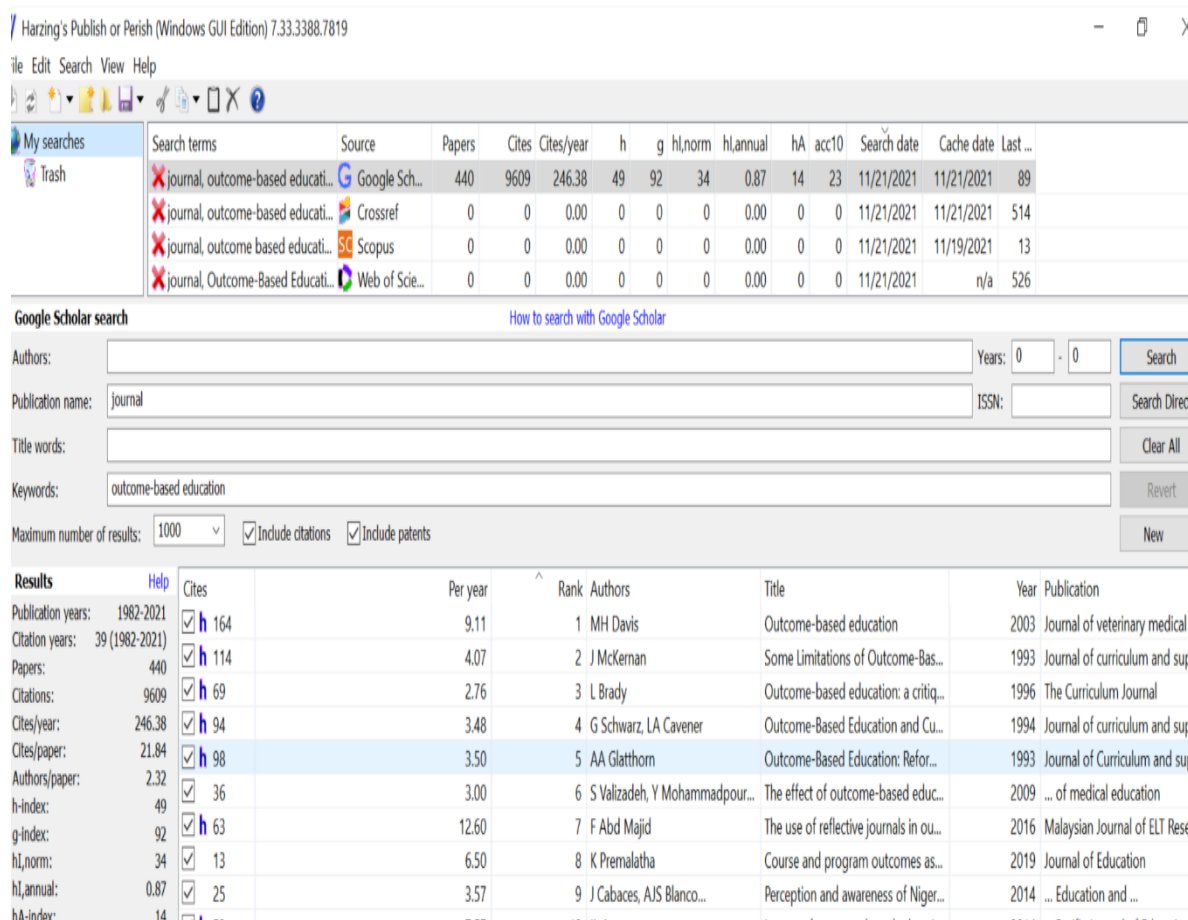 Harzing's Publish or Perish (Windows GUI Edition) 7.33.3388.7819
ile Edit Search View Help
My searches
Trash
Search terms Source Papers Cites Cites/year h g hI,norm hI,annual hA acc10 Search date Cache date Last ...
journal, outcome-based educati... Google Sch... 440 9609 246.38 49 92 34 0.87 14 23 11/21/2021 11/21/2021 89
journal, outcome-based educati... Crossref 0 0 0.00 0 0 0 0.00 0 0 11/21/2021 11/21/2021 514
journal, outcome based educati... SC Scopus 0 0 0.00 0 0 0 0.00 0 0 11/21/2021 11/19/2021 13
journal, Outcome-Based Educati... Web of Scie... 0 0 0.00 0 0 0 0.00 0 0 11/21/2021 n/a 526
Google Scholar search How to search with Google Scholar
Authors: Years: 0 - 0 Search
Publication name: journal ISSN: Search Direc
Title words: Clear All
Keywords: outcome-based education Revert
Maximum number of results: 1000 Include citations Include patents New
Results Help
Publication years: 1982-2021
Citation years: 39 (1982-2021)
Papers: 440
Citations: 9609
Cites/year: 246.38
Cites/paper: 21.84
Authors/paper: 2.32
h-index: 49
g-index: 92
hI,norm: 34
hI,annual: 0.87
hA-index: 14
Cites Per year Rank Authors Title Year Publication
h 164 9.11 1 MH Davis Outcome-based education 2003 Journal of veterinary medical
h 114 4.07 2 J McKernan Some Limitations of Outcome-Bas... 1993 Journal of curriculum and sup
h 69 2.76 3 L Brady Outcome-based education: a critiq... 1996 The Curriculum Journal
h 94 3.48 4 G Schwarz, LA Cavener Outcome-Based Education and Cu... 1994 Journal of curriculum and sup
h 98 3.50 5 AA Glatthorn Outcome-Based Education: Refor... 1993 Journal of Curriculum and sup
36 3.00 6 S Valizadeh, Y Mohammadpour... The effect of outcome-based educ... 2009 ... of medical education
h 63 12.60 7 F Abd Majid The use of reflective journals in ou... 2016 Malaysian Journal of ELT Rese
13 6.50 8 K Premalatha Course and program outcomes as... 2019 Journal of Education
25 3.57 9 J Cabaces, AJS Blanco... Perception and awareness of Niger... 2014 ... Education and ...